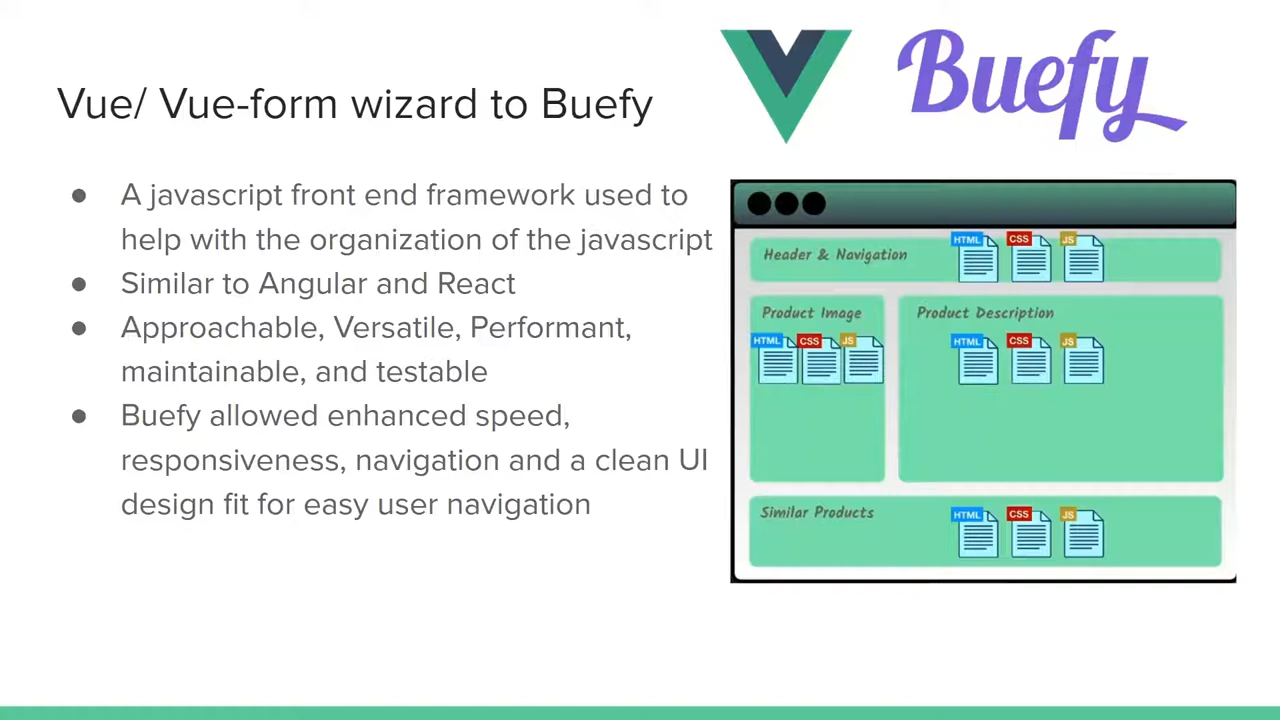 Buefy
Vue/ Vue-form wizard to Buefy
A javascript front end framework used to
help with the organization of the javascript
Similar to Angular and React
Approachable, Versatile, Performant,
maintainable, and testable
Buefy allowed enhanced speed,
responsiveness, navigation and a clean UI
design fit for easy user navigation
Header & Navigation
HTML CSS JS
Product Image
HTML CSS JS
Product Description
HTML CSS JS
Similar Products
HTML CSS JS